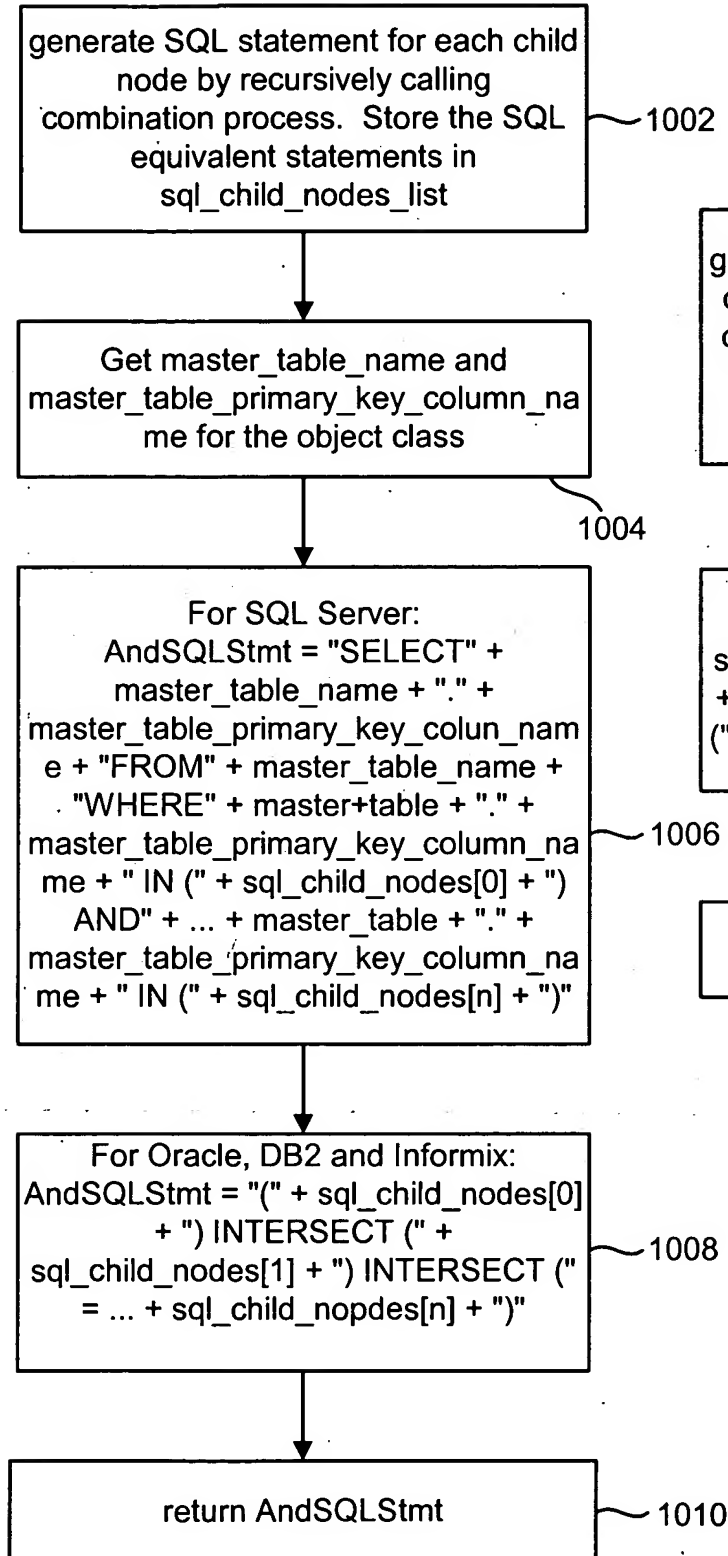 generate SQL statement for each child
node by recursively calling
combination process. Store the SQL
equivalent statements in
sql_child_nodes_list
1002
Get master_table_name and
master_table_primary_key_column_na
me for the object class
1004
For SQL Server:
AndSQLStmt = "SELECT" +
master_table_name + "." +
master_table_primary_key_colun_nam
e + "FROM" + master_table_name +
"WHERE" + master+table + "." +
master_table_primary_key_column_na
me + " IN (" + sql_child_nodes[0] + ")
AND" + ... + master_table + "." +
master_table_primary_key_column_na
me + " IN (" + sql_child_nodes[n] + ")"
1006
For Oracle, DB2 and Informix:
AndSQLStmt = "(" + sql_child_nodes[0]
+ ") INTERSECT (" +
sql_child_nodes[1] + ") INTERSECT ("
= ... + sql_child_nopdes[n] + ")"
1008
return AndSQLStmt
1010
g
s
+
("